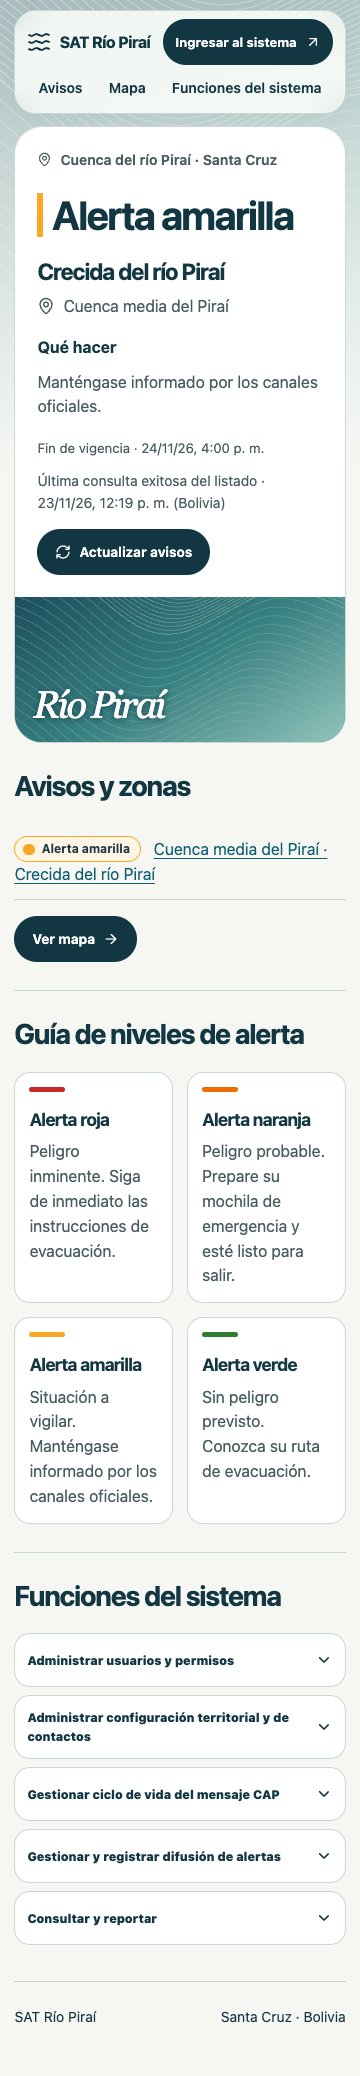 SAT Río Piraí
Ingresar al sistema
Avisos
Mapa
Funciones del sistema
Cuenca del río Piraí · Santa Cruz
Alerta amarilla
Crecida del río Piraí
Cuenca media del Piraí
Qué hacer
Manténgase informado por los canales
oficiales.
Fin de vigencia · 24/11/26, 4:00 p. m.
Última consulta exitosa del listado ·
23/11/26, 12:19 p. m. (Bolivia)
Actualizar avisos
Río Piraí
Avisos y zonas
Alerta amarilla
Cuenca media del Piraí ·
Crecida del río Piraí
Ver mapa
Guía de niveles de alerta
Alerta roja
Peligro
inminente. Siga
de inmediato las
instrucciones de
evacuación.
Alerta naranja
Peligro probable.
Prepare su
mochila de
emergencia y
esté listo para
salir.
Alerta amarilla
Situación a
vigilar.
Manténgase
informado por los
canales oficiales.
Alerta verde
Sin peligro
previsto.
Conozca su ruta
de evacuación.
Funciones del sistema
Administrar usuarios y permisos
Administrar configuración territorial y de
contactos
Gestionar ciclo de vida del mensaje CAP
Gestionar y registrar difusión de alertas
Consultar y reportar
SAT Río Piraí
Santa Cruz · Bolivia